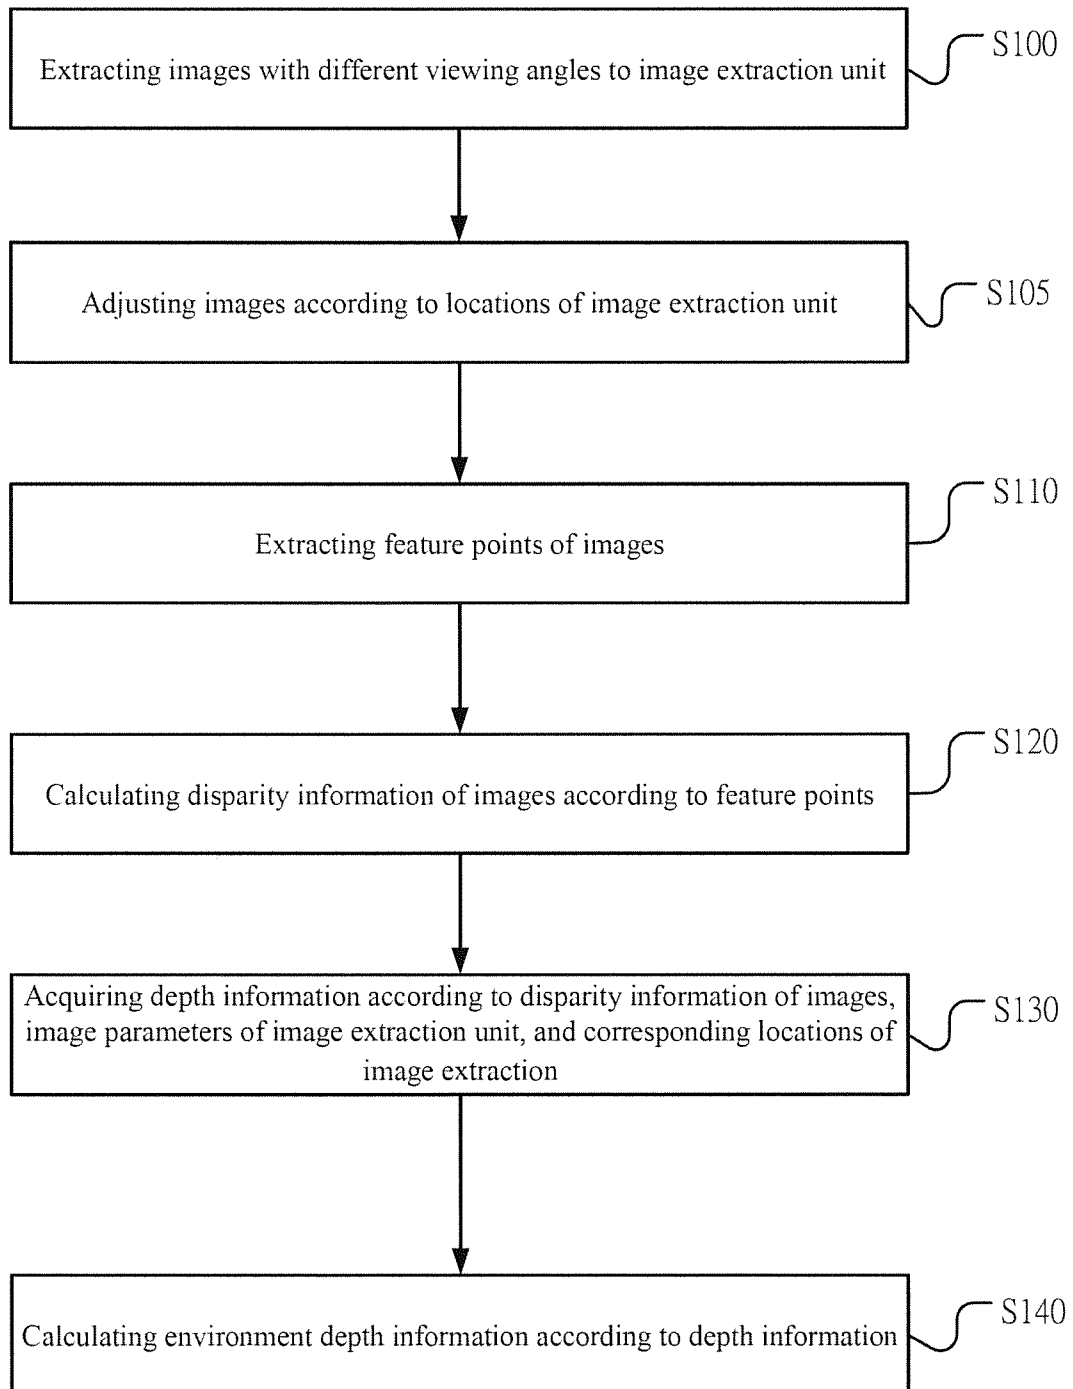 Extracting images with different viewing angles to image extraction unit
S100
Adjusting images according to locations of image extraction unit
S105
Extracting feature points of images
S110
Calculating disparity information of images according to feature points
S120
Acquiring depth information according to disparity information of images,
image parameters of image extraction unit, and corresponding locations of
image extraction
S130
Calculating environment depth information according to depth information
S140